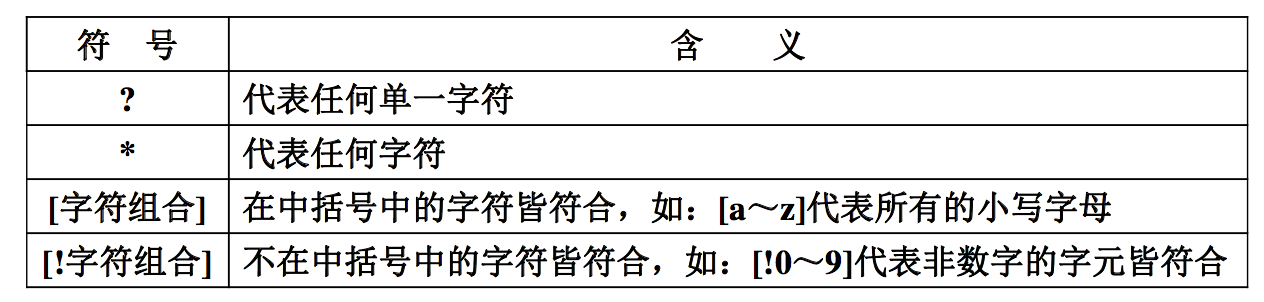 符 号 含 义
? 代表任何单一字符
* 代表任何字符
[字符组合] 在中括号中的字符皆符合，如：[a～z]代表所有的小写字母
[!字符组合] 不在中括号中的字符皆符合，如：[!0～9]代表非数字的字元皆符合